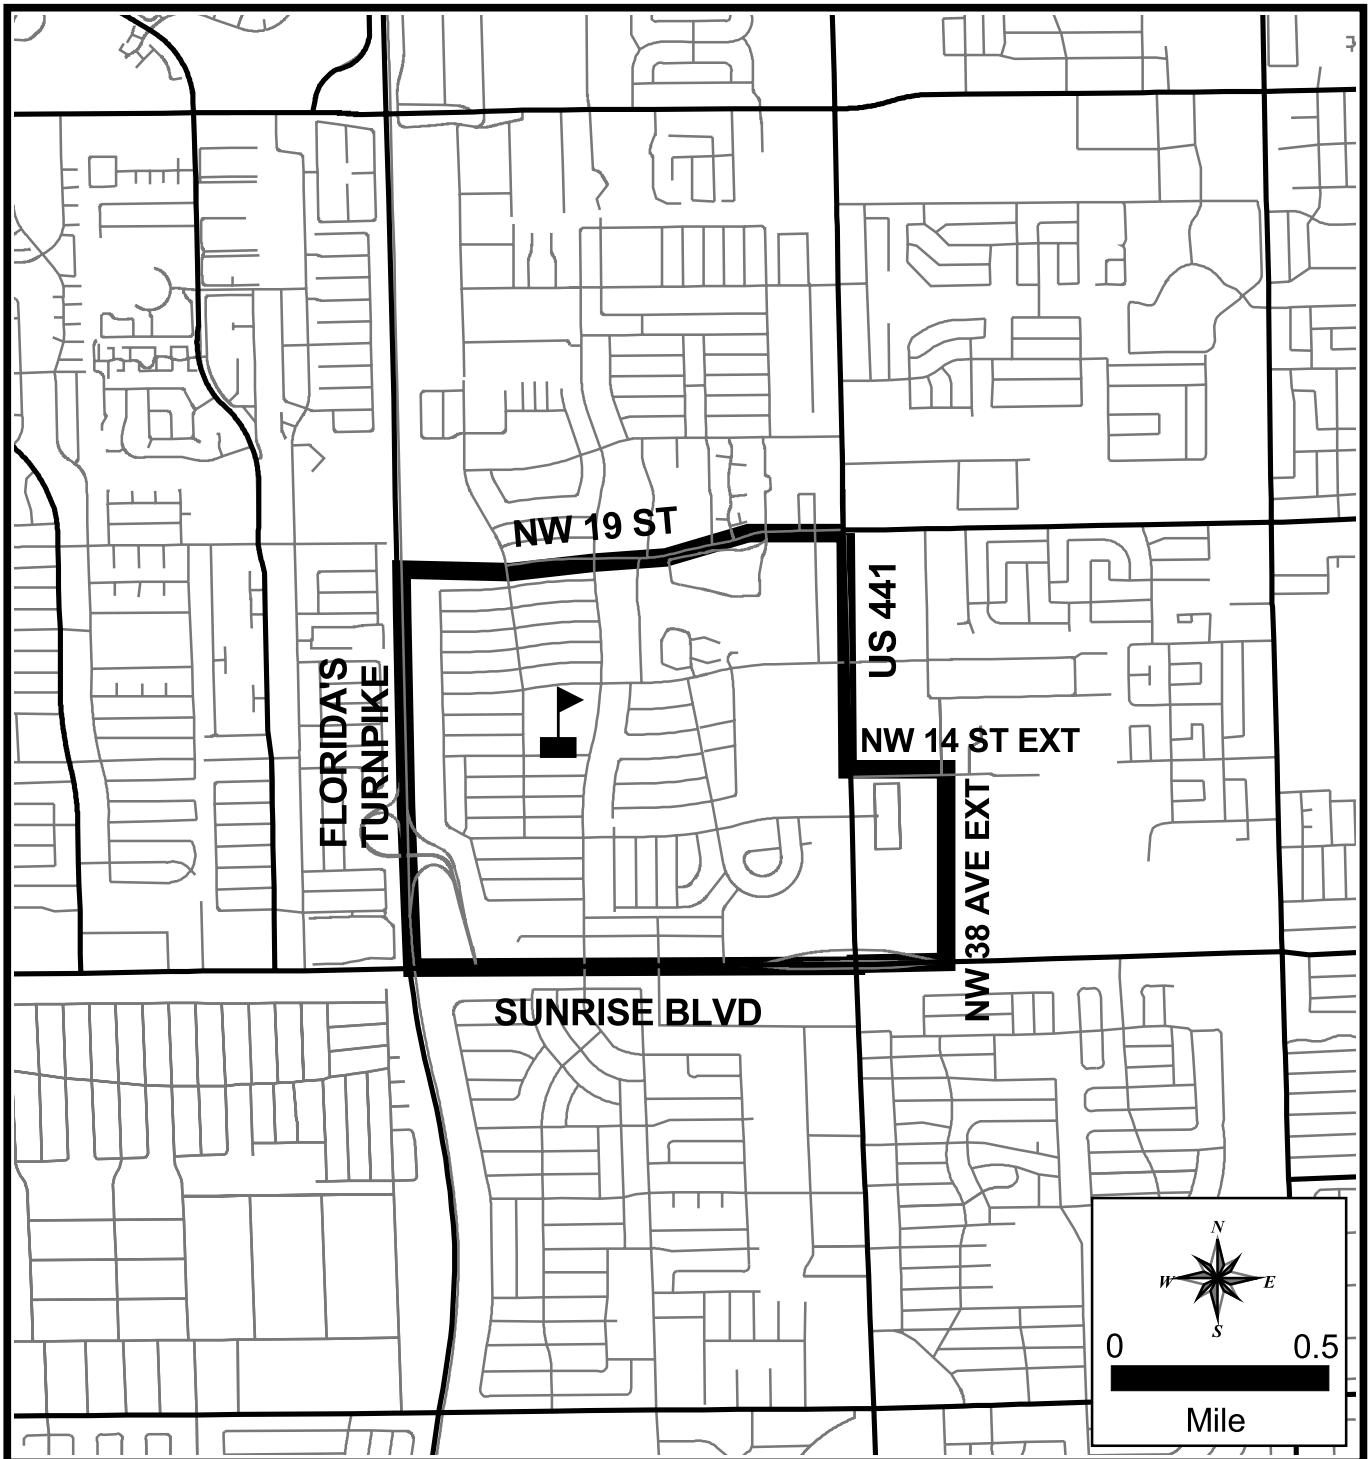 NW 19 ST
US 441
FLORIDA'S
TURNPIKE
NW 14 ST EXT
NW 38 AVE EXT
SUNRISE BLVD
N
W E
S
0 0.5
Mile